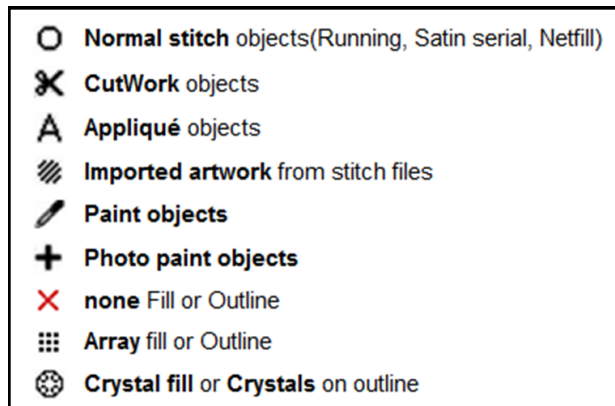 Normal stitch objects(Running, Satin serial, Netfill)
CutWork objects
Appliqué objects
Imported artwork from stitch files
Paint objects
Photo paint objects
none Fill or Outline
Array fill or Outline
Crystal fill or Crystals on outline